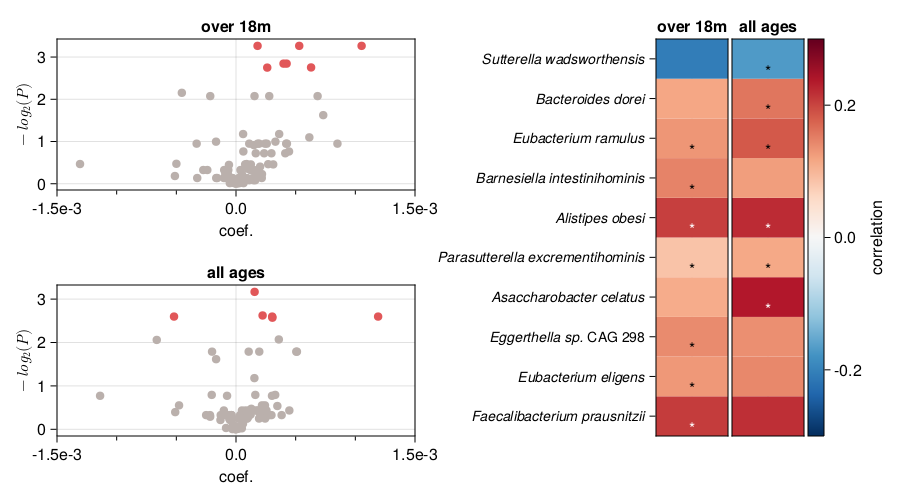 over 18m
− log₂(P)
3
2
1
0
-1.5e-3
0.0
1.5e-3
coef.
all ages
− log₂(P)
3
2
1
0
-1.5e-3
0.0
1.5e-3
coef.
over 18m all ages
Sutterella wadsworthensis
*
Bacteroides dorei
*
Eubacterium ramulus
* *
Barnesiella intestinihominis
*
Alistipes obesi
* *
Parasutterella excrementihominis
* *
Asaccharobacter celatus
*
Eggerthella sp. CAG 298
*
Eubacterium eligens
*
Faecalibacterium prausnitzii
*
0.2
0.0
-0.2
correlation